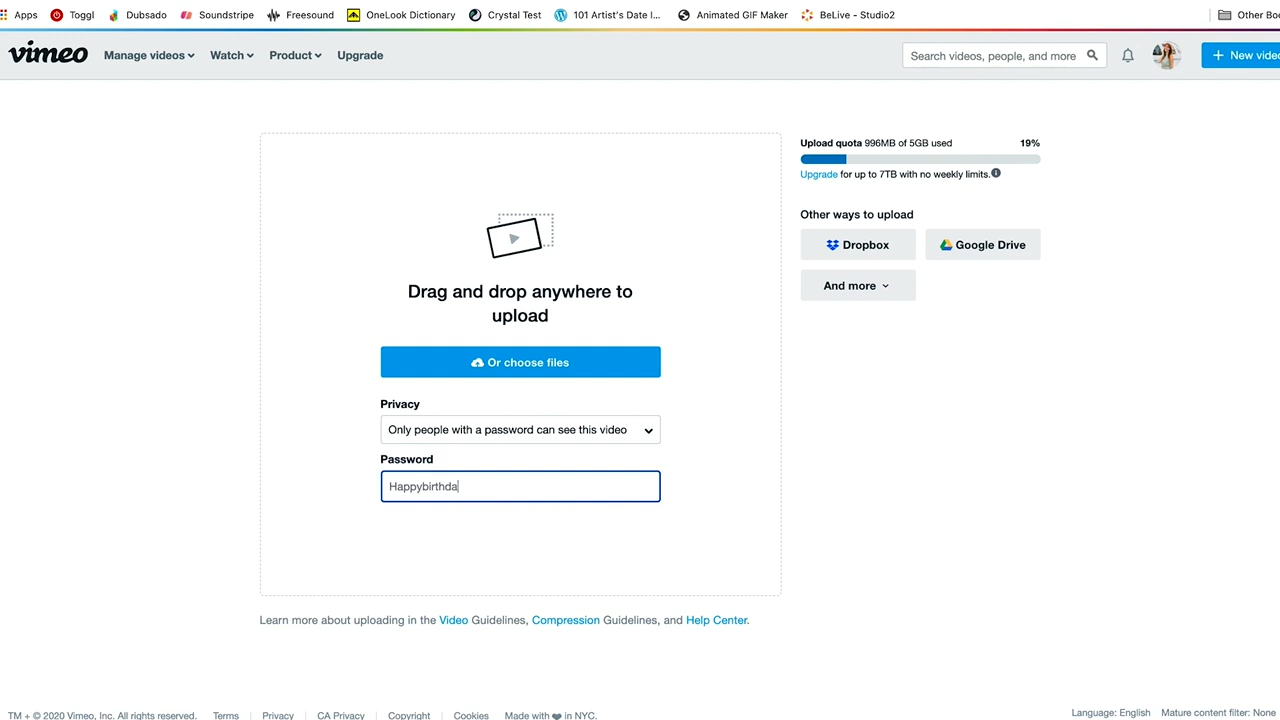 Apps Toggl Dubsado Soundstripe Freesound OneLook Dictionary Crystal Test 101 Artist's Date I... Animated GIF Maker BeLive - Studio2 Other Bo
vimeo Manage videos Watch Product Upgrade Search videos, people, and more + New video
Upload quota 996MB of 5GB used 19%
Upgrade for up to 7TB with no weekly limits.
Other ways to upload
Dropbox Google Drive
And more
Drag and drop anywhere to
upload
Or choose files
Privacy
Only people with a password can see this video
Password
Happybirthda
Learn more about uploading in the Video Guidelines, Compression Guidelines, and Help Center.
TM + © 2020 Vimeo, Inc. All rights reserved. Terms Privacy CA Privacy Copyright Cookies Made with ❤ in NYC. Language: English Mature content filter: None